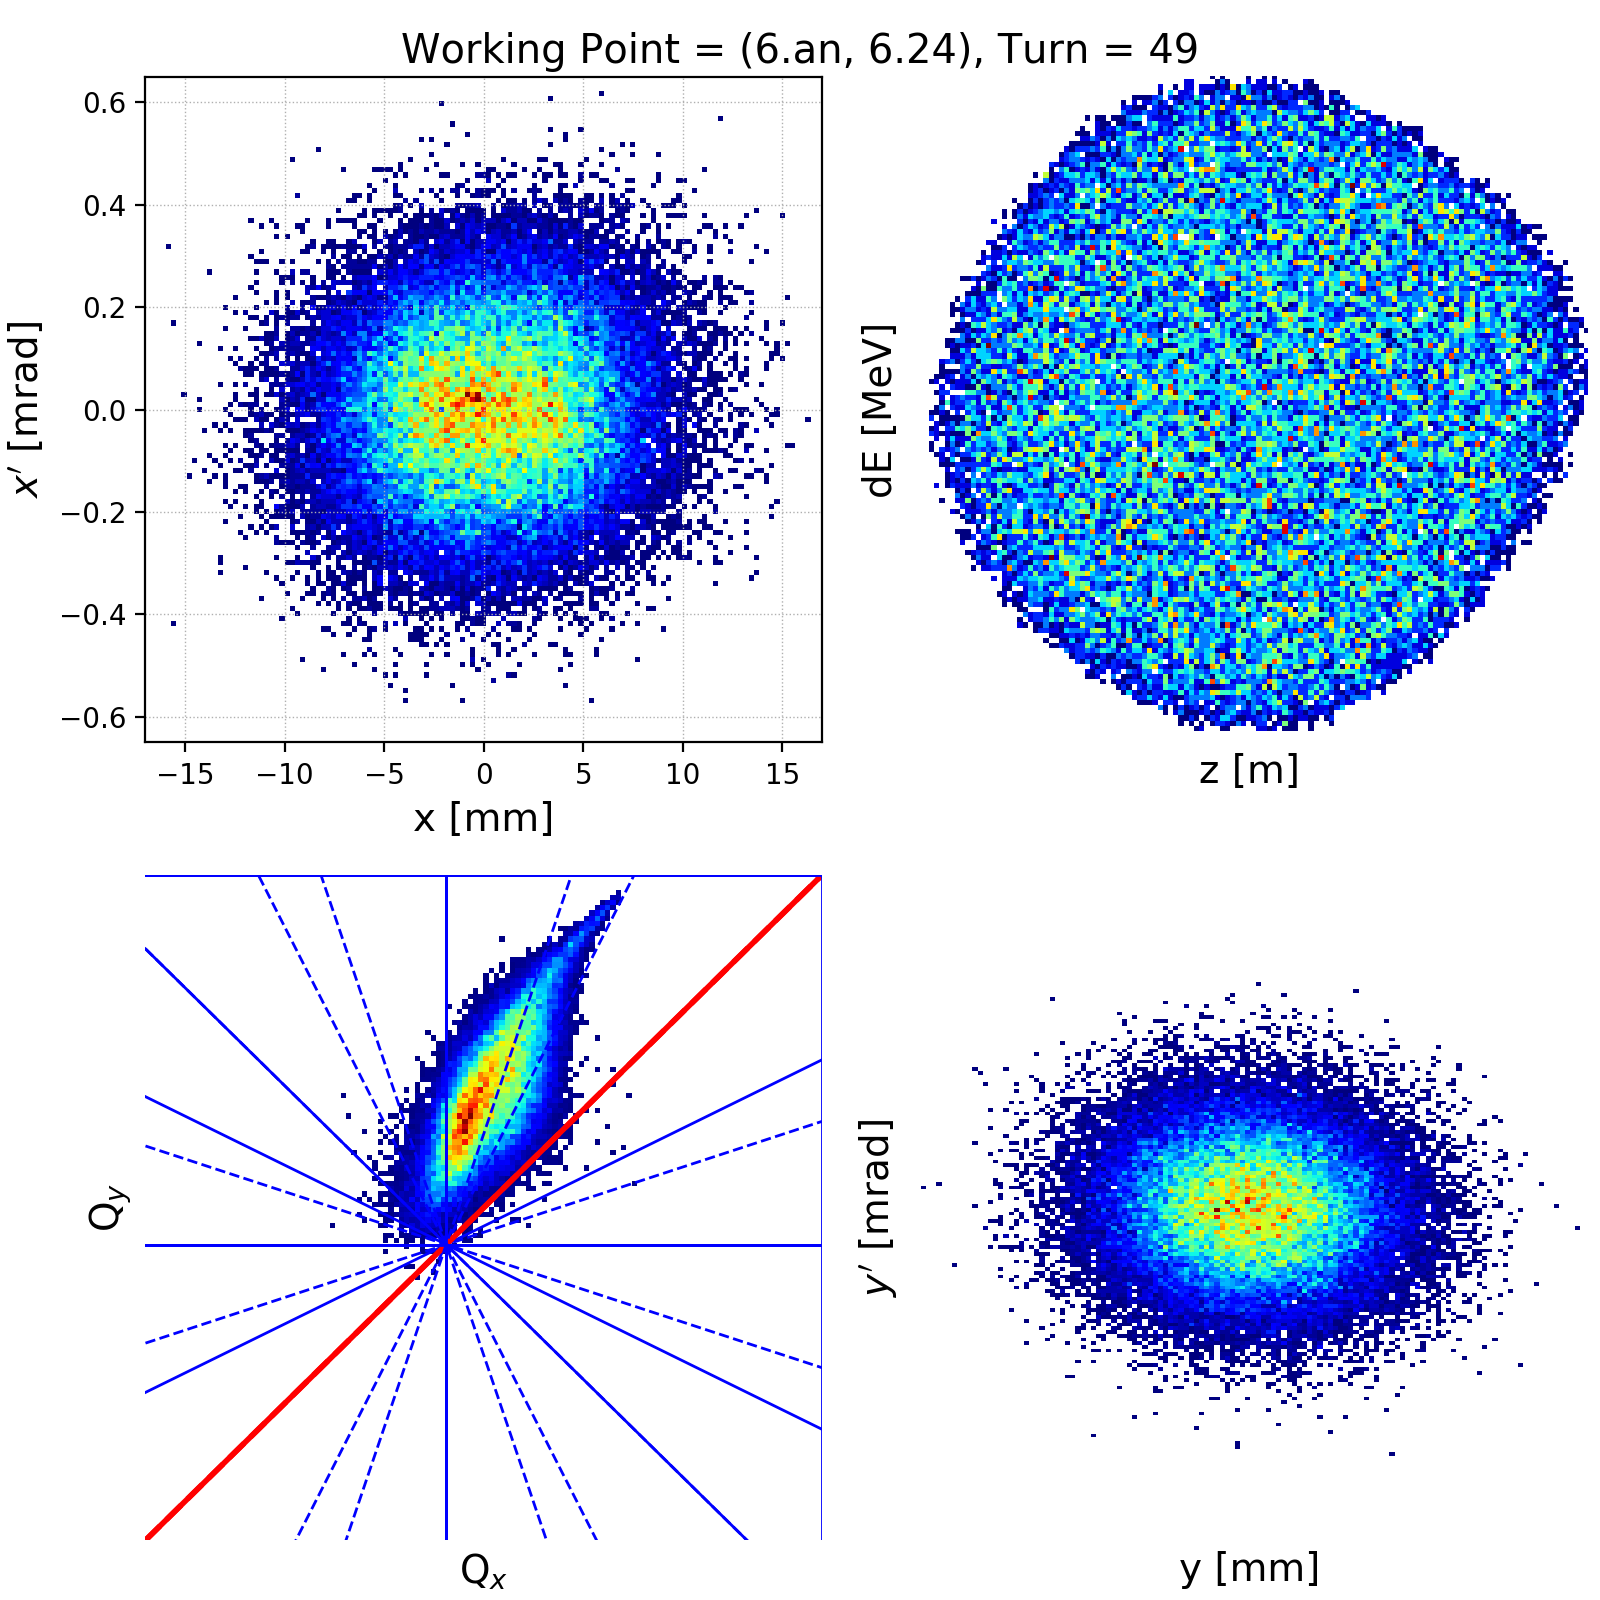 Working Point = (6.an, 6.24), Turn = 49
0.6
0.4
0.2
0.0
−0.2
−0.4
−0.6
x′ [mrad]
−15 −10 −5 0 5 10 15
x [mm]
dE [MeV]
z [m]
Qy
Qx
y′ [mrad]
y [mm]